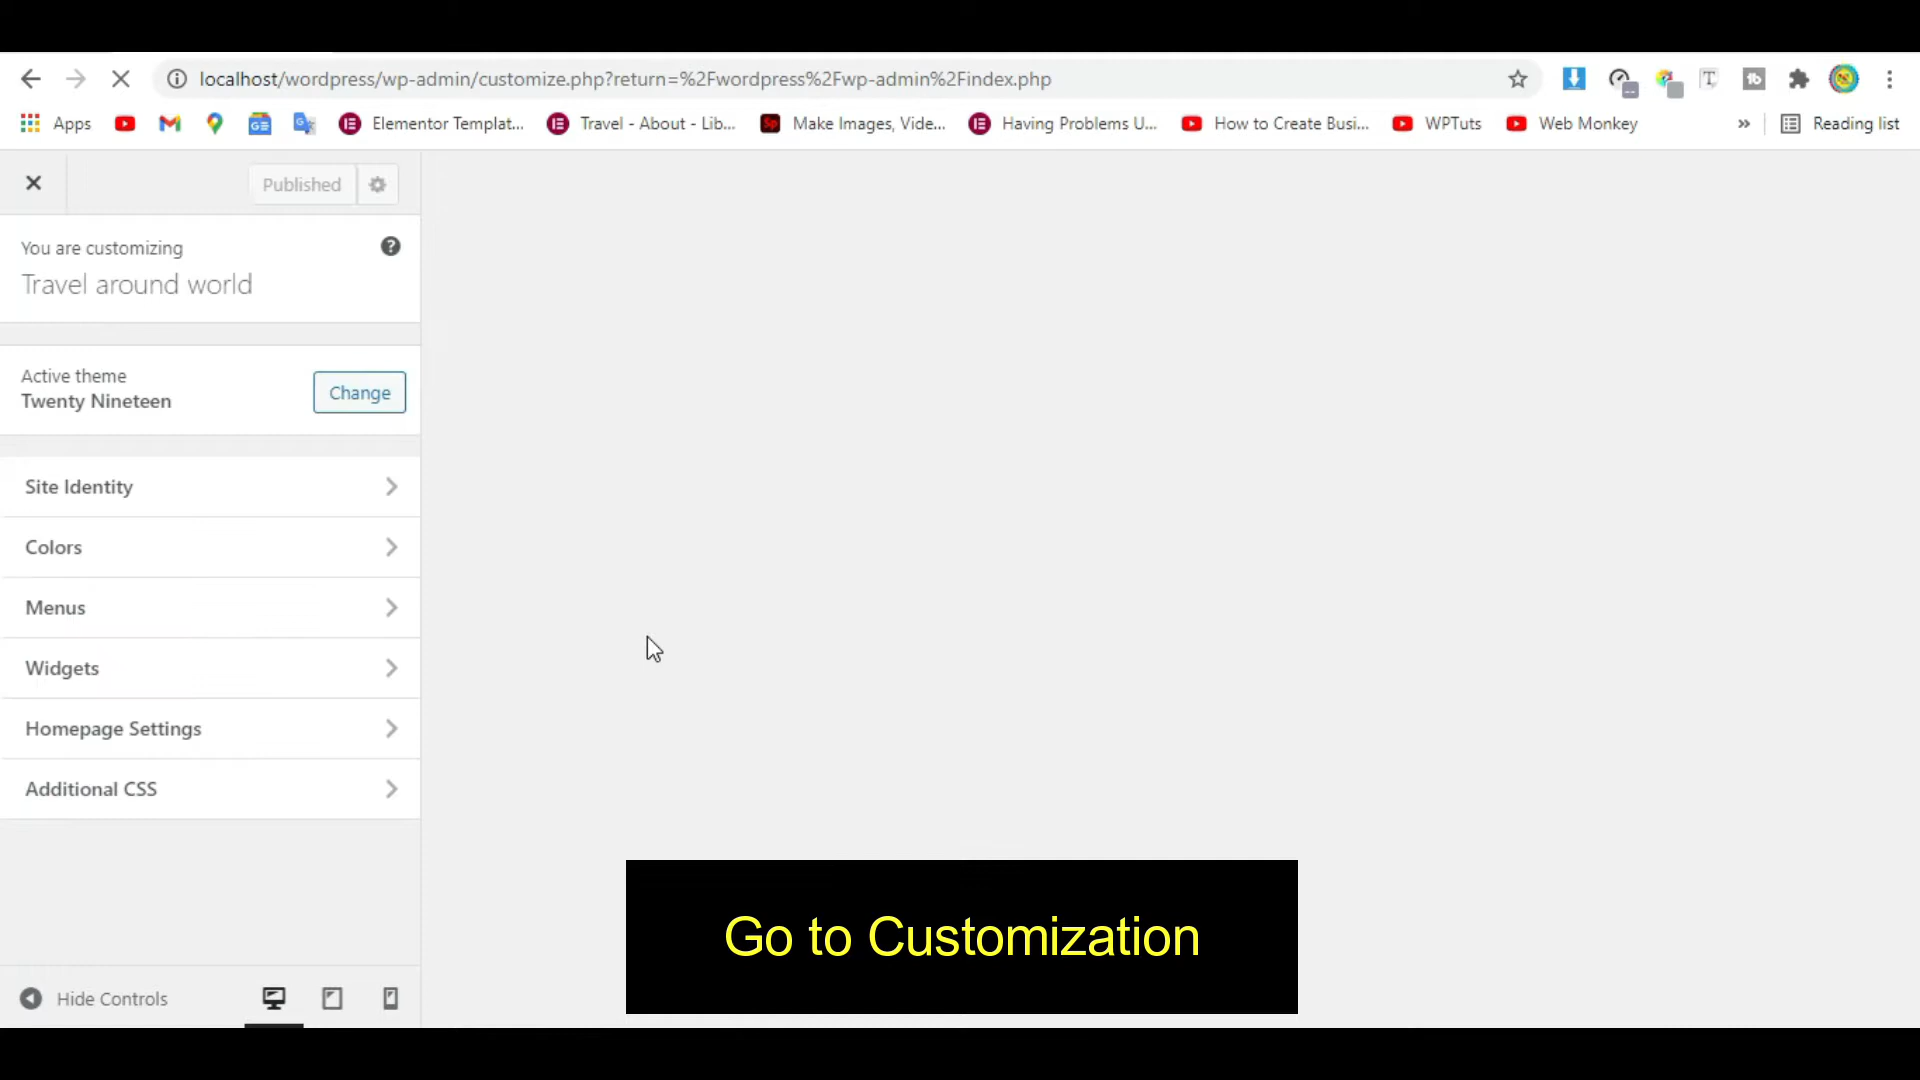 localhost/wordpress/wp-admin/customize.php?return=%2Fwordpress%2Fwp-admin%2Findex.php
Apps Elementor Templat... Travel - About - Lib... Make Images, Vide... Having Problems U... How to Create Busi... WPTuts Web Monkey » Reading list
Published
You are customizing
Travel around world
Active theme
Twenty Nineteen
Change
Site Identity
Colors
Menus
Widgets
Homepage Settings
Additional CSS
Go to Customization
Hide Controls